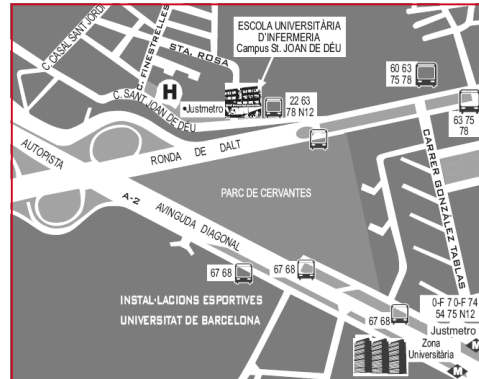 ESCOLA UNIVERSITÀRIA
D'INFERMERIA
Campus St. JOAN DE DÉU
C. CASAL SANT JORDI
C. FINESTRELLES
STA. ROSA
60 63
75 78
H
C. SANT JOAN DE DÉU
•Justmetro
22 63
78 N12
63 75
78
AUTOPISTA
RONDA DE DALT
CARRER GONZÁLEZ TABLAS
PARC DE CERVANTES
A-2 AVINGUDA DIAGONAL
67 68
67 68
INSTAL·LACIONS ESPORTIVES
UNIVERSITAT DE BARCELONA
67 68
0-F 7 0-F 74
54 75 N12
Justmetro
Zona
Universitària
M
M